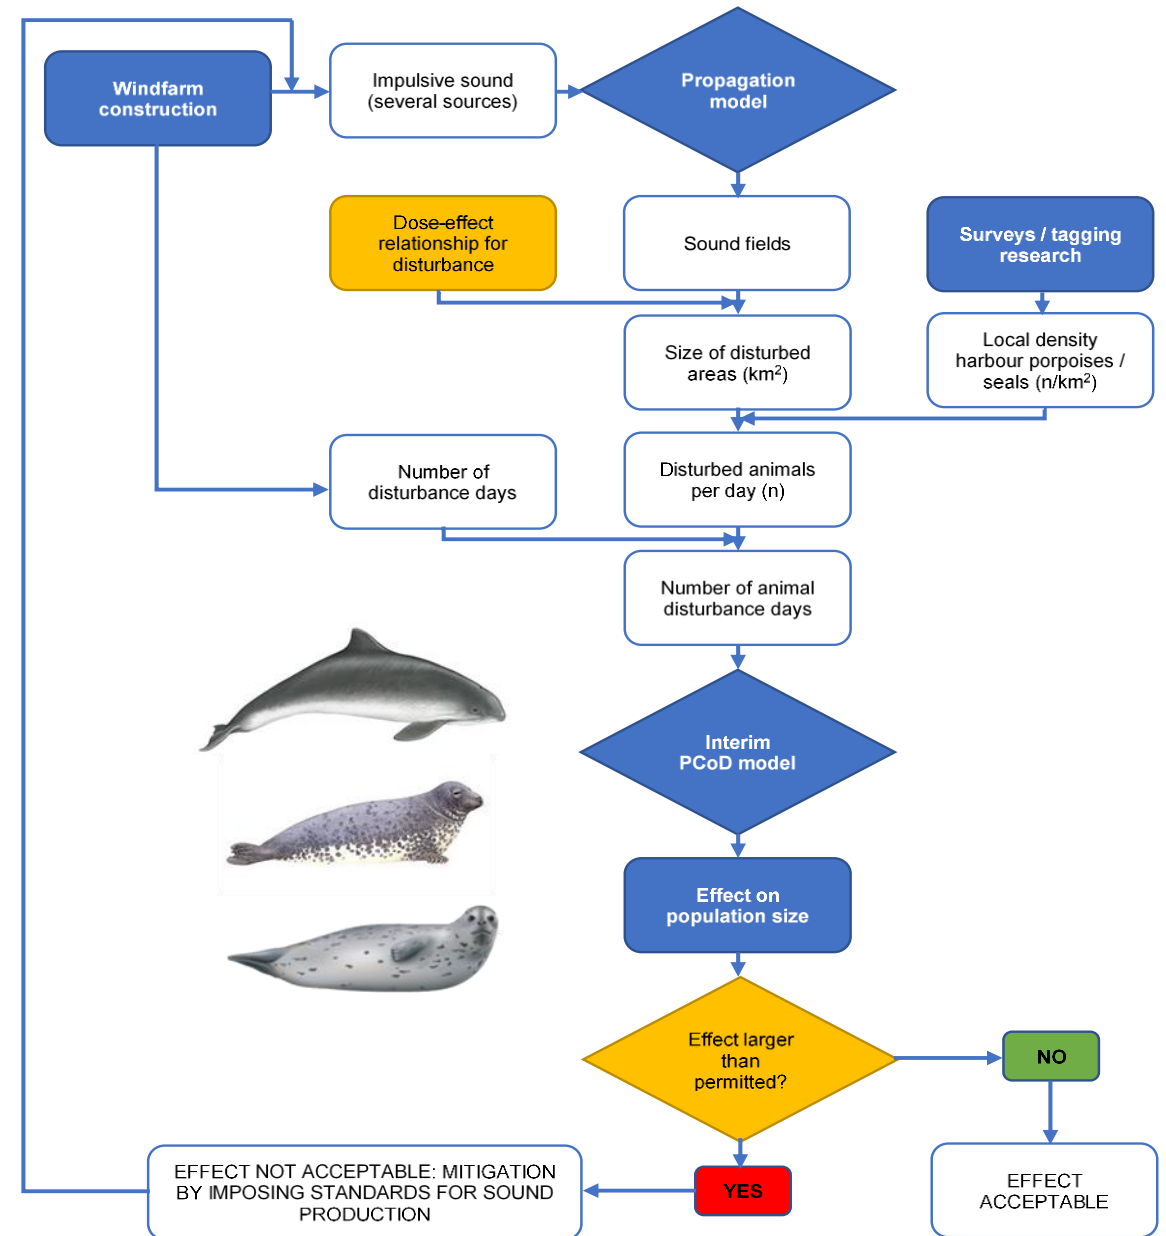 Windfarm
construction
Impulsive sound
(several sources)
Propagation
model
Dose-effect
relationship for
disturbance
Sound fields
Surveys / tagging
research
Size of disturbed
areas (km²)
Local density
harbour porpoises /
seals (n/km²)
Number of
disturbance days
Disturbed animals
per day (n)
Number of animal
disturbance days
Interim
PCoD model
Effect on
population size
Effect larger
than
permitted?
NO
YES
EFFECT NOT ACCEPTABLE: MITIGATION
BY IMPOSING STANDARDS FOR SOUND
PRODUCTION
EFFECT
ACCEPTABLE